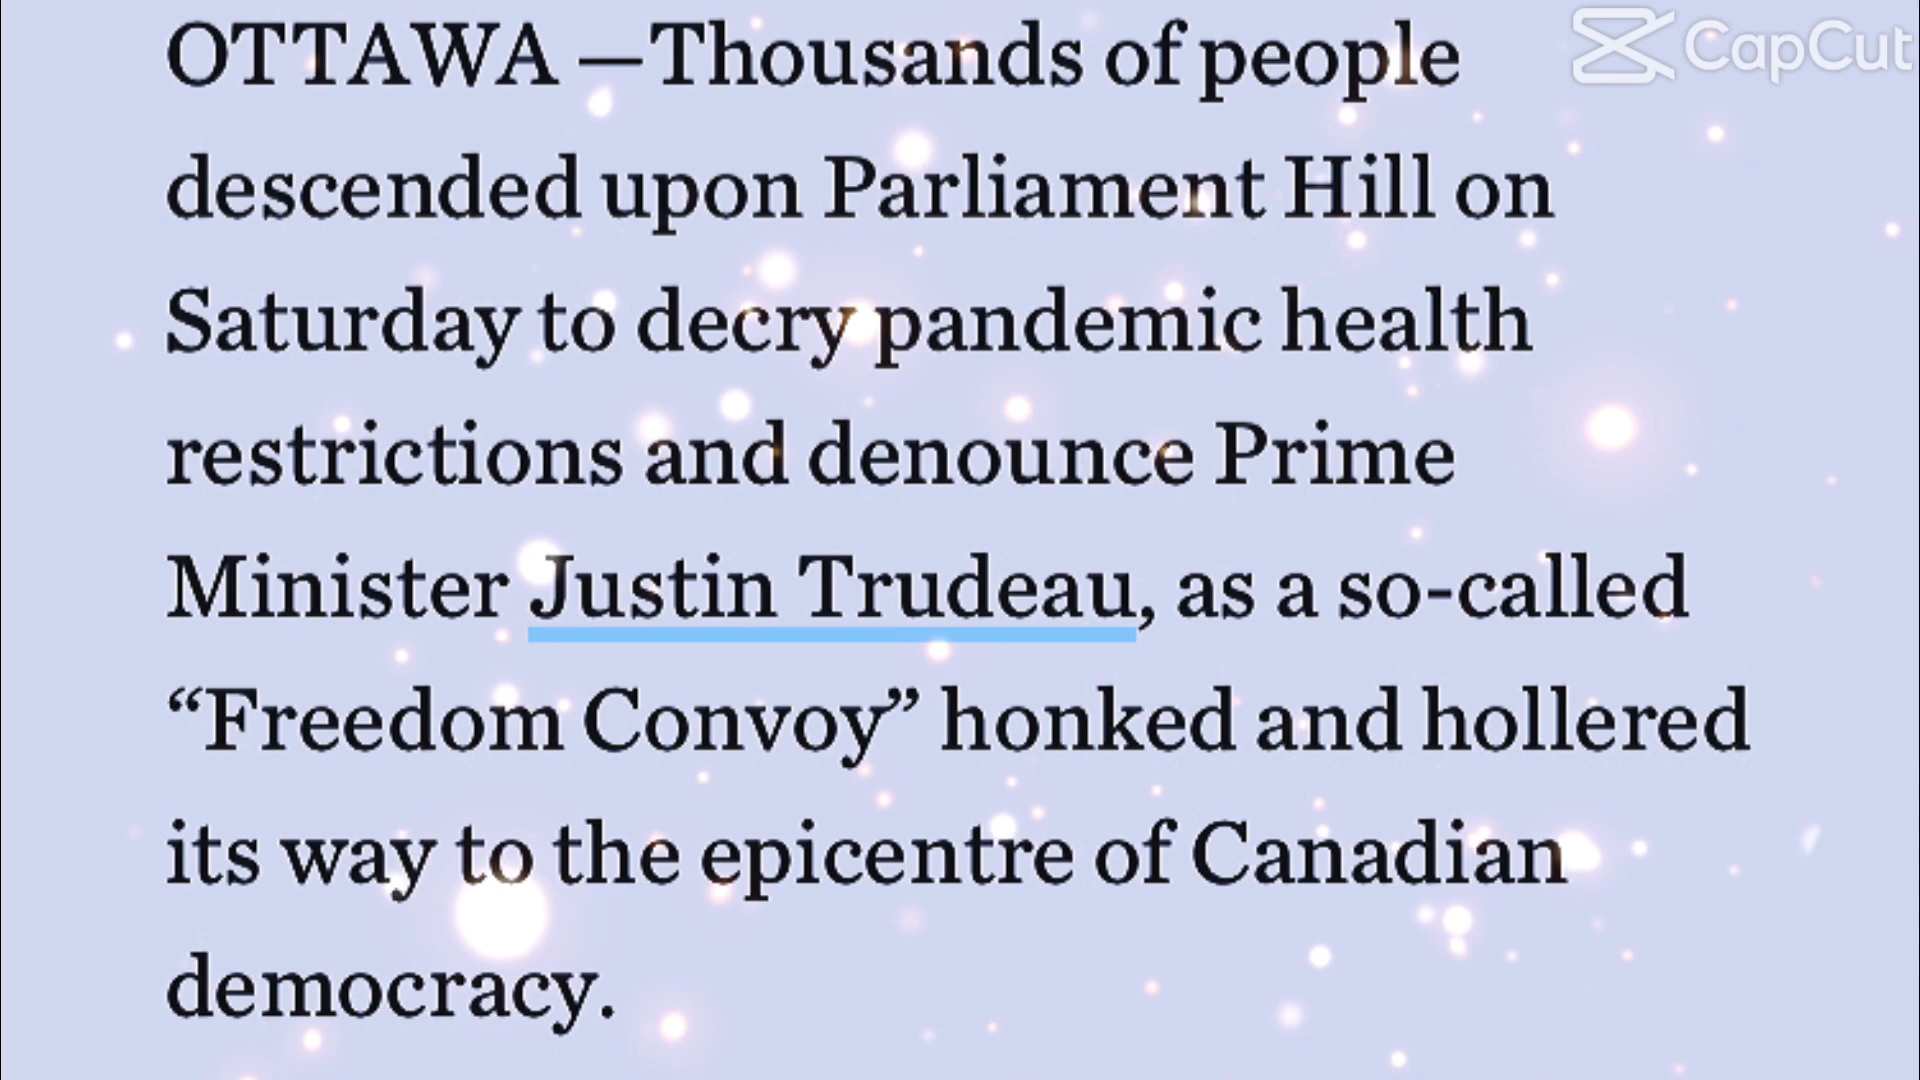 OTTAWA —Thousands of people
CapCut
descended upon Parliament Hill on
Saturday to decry pandemic health
restrictions and denounce Prime
Minister Justin Trudeau, as a so-called
“Freedom Convoy” honked and hollered
its way to the epicentre of Canadian
democracy.